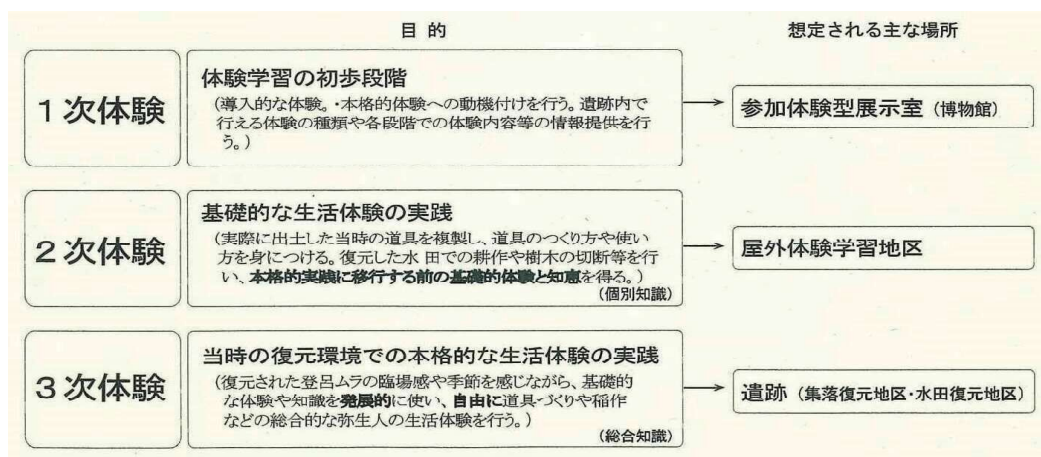 目 的
想定される主な場所
1次体験
体験学習の初歩段階
(導入的な体験。・本格的体験への動機付けを行う。遺跡内で
行える体験の種類や各段階での体験内容等の情報提供を行
う。)
参加体験型展示室(博物館)
2次体験
基礎的な生活体験の実践
(実際に出土した当時の道具を複製し、道具のつくり方や使い
方を身につける。復元した水 田での耕作や樹木の切断等を行
い、本格的実践に移行する前の基礎的体験と知恵を得る。)
(個別知識)
屋外体験学習地区
3次体験
当時の復元環境での本格的な生活体験の実践
(復元された登呂ムラの臨場感や季節を感じながら、基礎的
な体験や知識を発展的に使い、自由に道具づくりや稲作
などの総合的な弥生人の生活体験を行う。)
(総合知識)
遺跡(集落復元地区・水田復元地区)